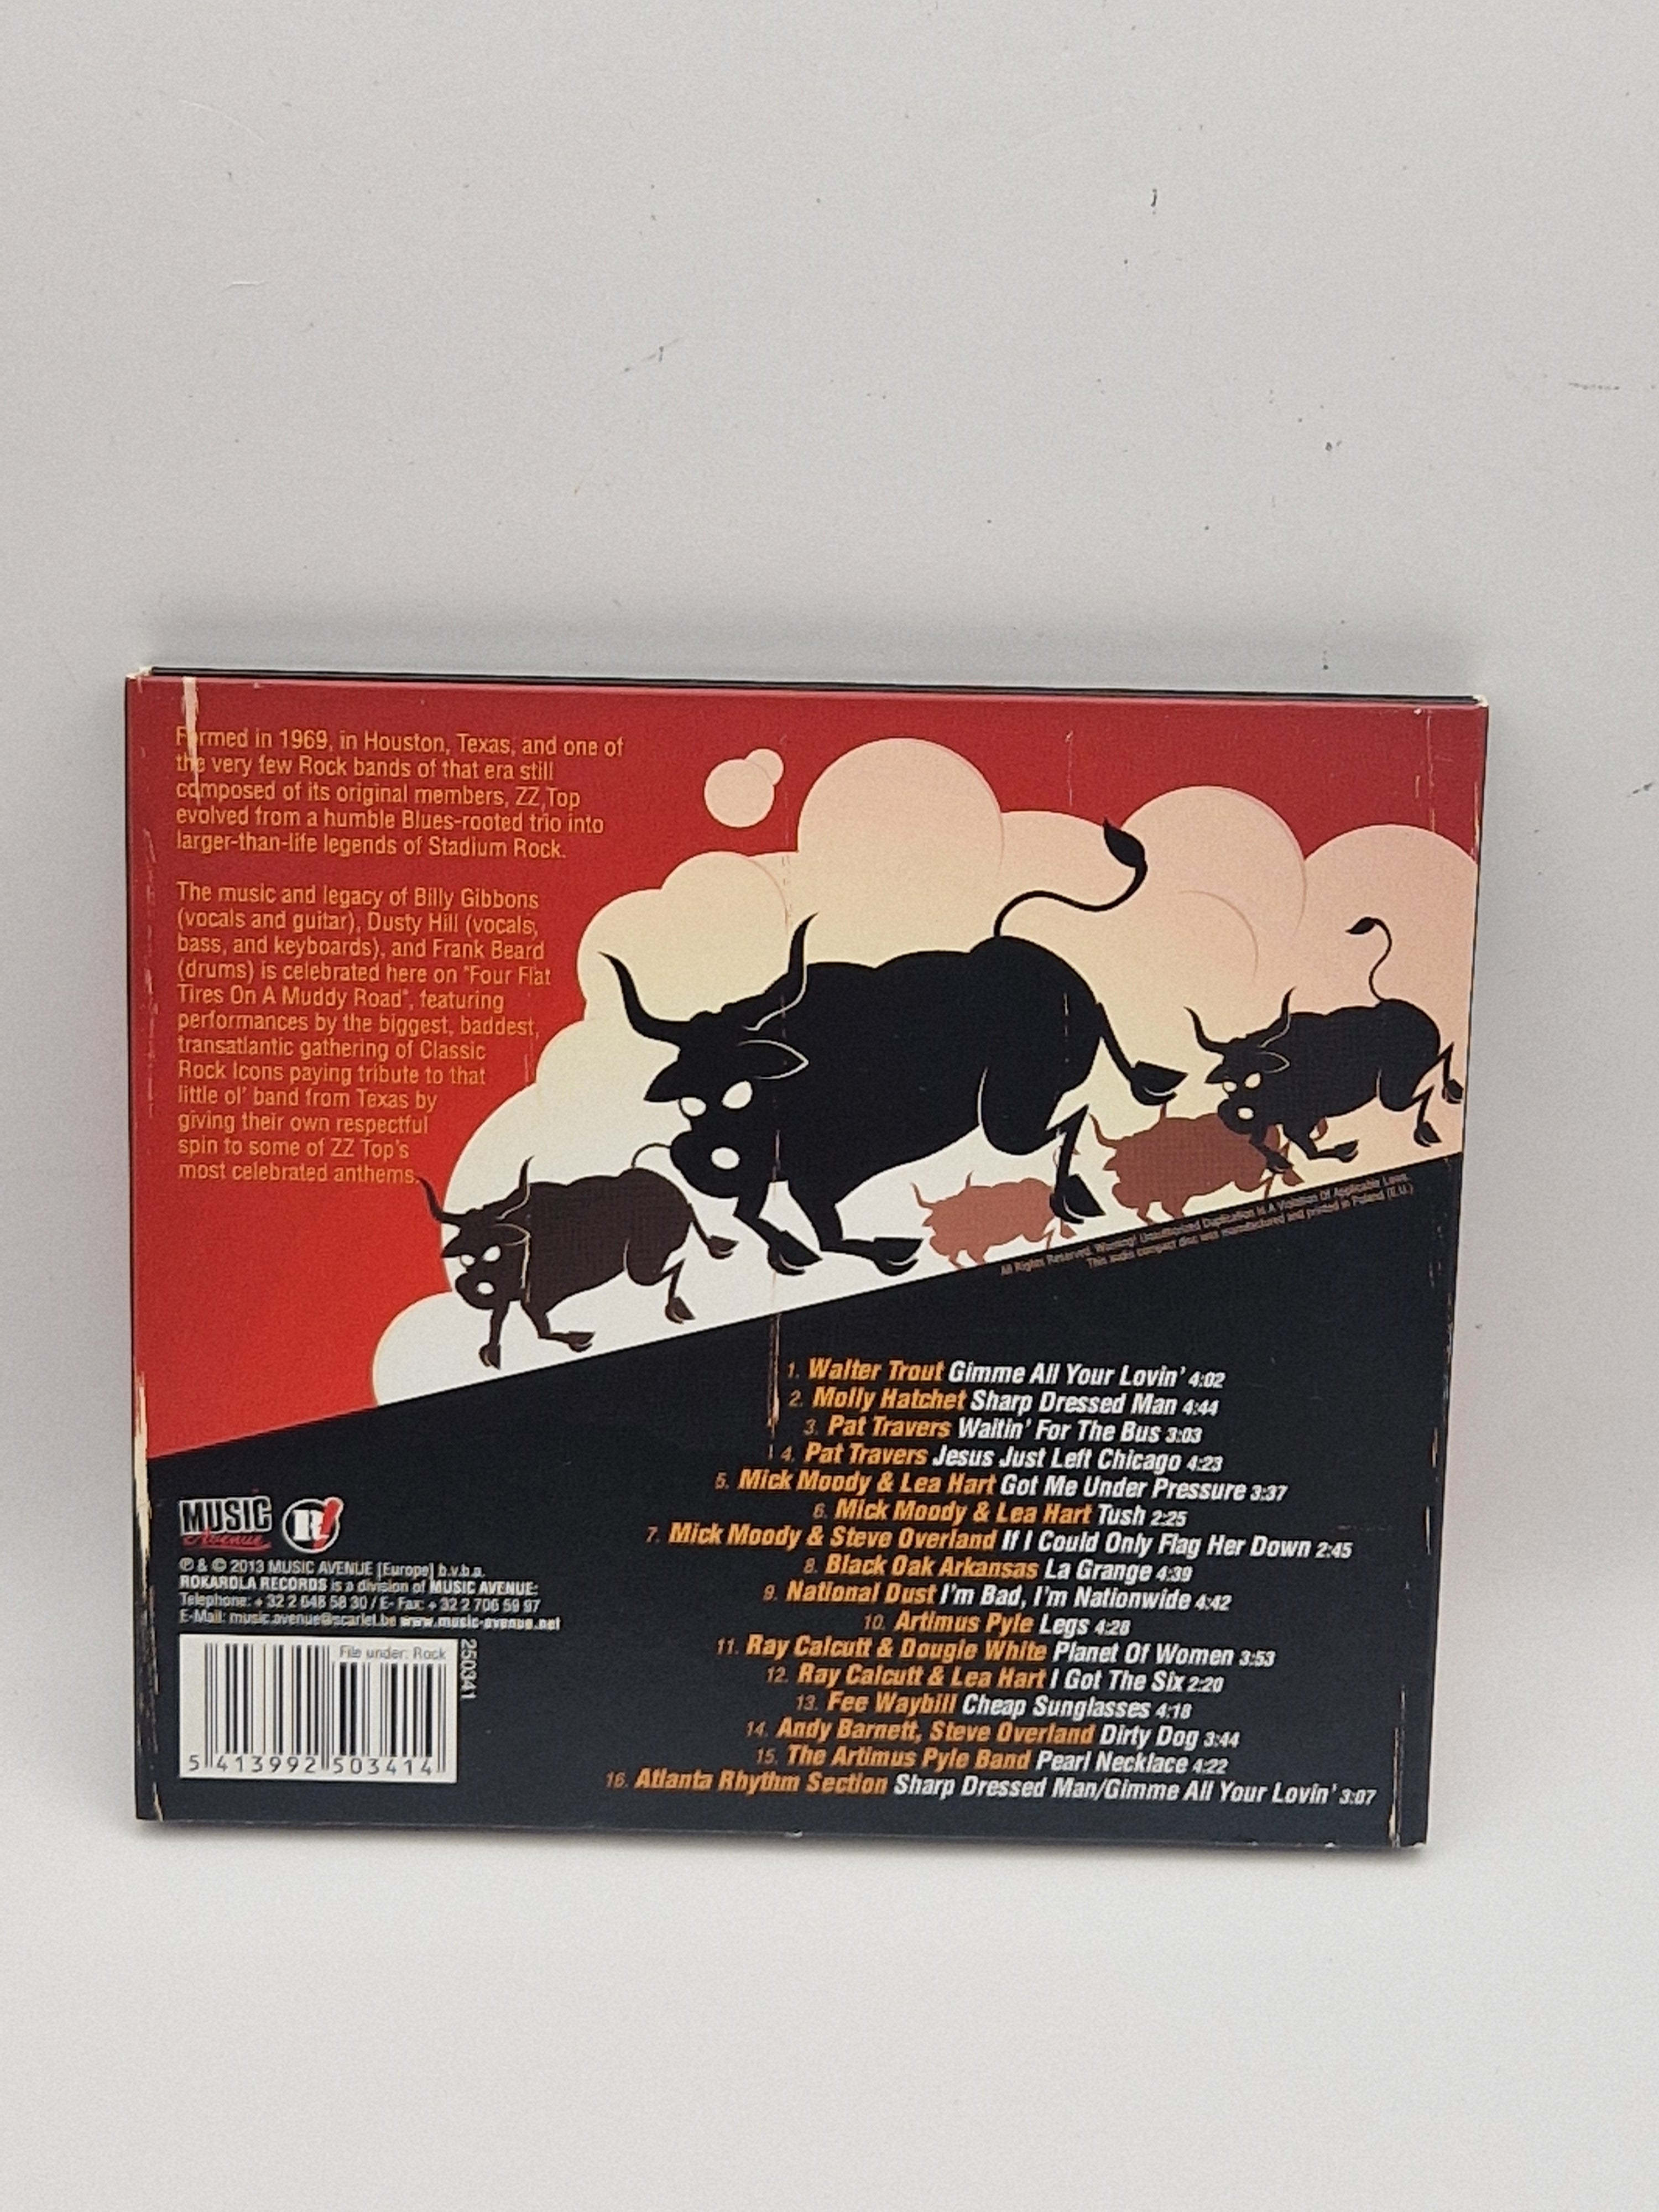 Formed in 1969, in Houston, Texas, and one of
the very few Rock bands of that era still
composed of its original members, ZZ Top
evolved from a humble Blues-rooted trio into
larger-than-life legends of Stadium Rock.
The music and legacy of Billy Gibbons
(vocals and guitar), Dusty Hill (vocals,
bass, and keyboards), and Frank Beard
(drums) is celebrated here on "Four Flat
Tires On A Muddy Road", featuring
performances by the biggest, baddest,
transatlantic gathering of Classic
Rock Icons paying tribute to that
little ol' band from Texas by
giving their own respectful
spin to some of ZZ Top's
most celebrated anthems.
All Rights Reserved. Warning! Unauthorized Duplication Is A Violation Of Applicable Laws.
This audio compact disc was manufactured and printed in Poland (E.U.)
1. Walter Trout Gimme All Your Lovin' 4:02
2. Molly Hatchet Sharp Dressed Man 4:44
3. Pat Travers Waitin' For The Bus 3:03
4. Pat Travers Jesus Just Left Chicago 4:23
5. Mick Moody & Lea Hart Got Me Under Pressure 3:37
6. Mick Moody & Lea Hart Tush 2:25
7. Mick Moody & Steve Overland If I Could Only Flag Her Down 2:45
8. Black Oak Arkansas La Grange 4:39
9. National Dust I'm Bad, I'm Nationwide 4:42
10. Artimus Pyle Legs 4:28
11. Ray Calcutt & Dougie White Planet Of Women 3:53
12. Ray Calcutt & Lea Hart I Got The Six 2:20
13. Fee Waybill Cheap Sunglasses 4:18
14. Andy Barnett, Steve Overland Dirty Dog 3:44
15. The Artimus Pyle Band Pearl Necklace 4:22
16. Atlanta Rhythm Section Sharp Dressed Man/Gimme All Your Lovin' 3:07
MUSIC
Avenue
R!
℗ & © 2013 MUSIC AVENUE [Europe] b.v.b.a.
ROKAROLA RECORDS is a division of MUSIC AVENUE:
Telephone: + 32 2 648 58 30 / E- Fax: + 32 2 706 59 97
E-Mail: music.avenue@scarlet.be www.music-avenue.net
File under: Rock
250341
5 413992 503414